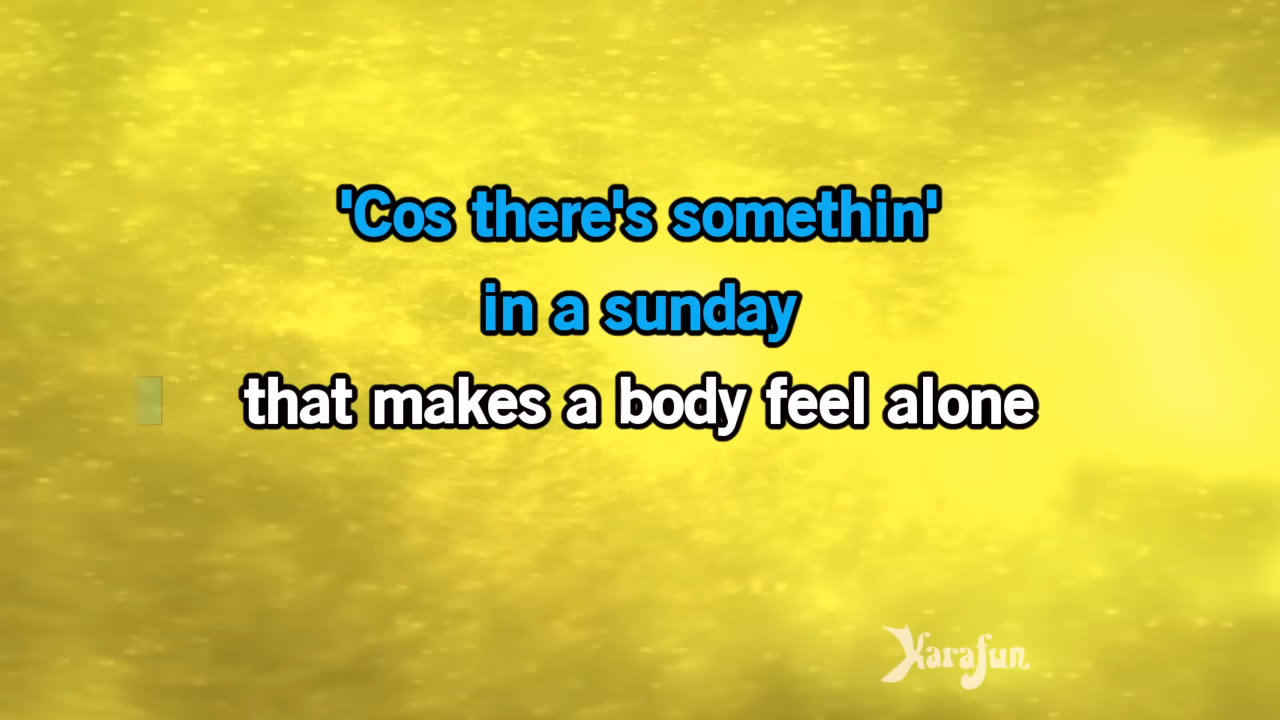 'Cos there's somethin'
in a sunday
that makes a body feel alone
Karafun